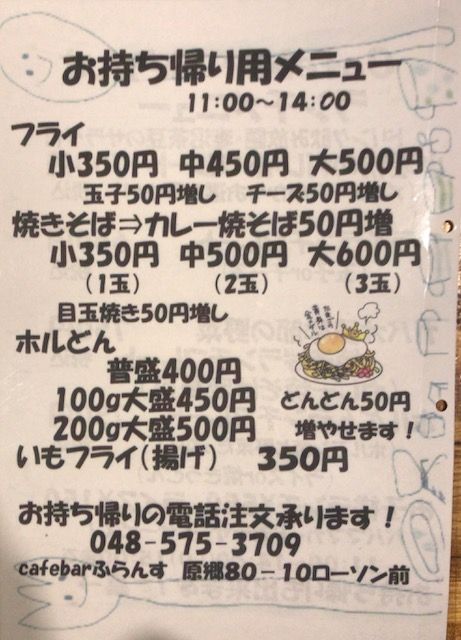 お持ち帰り用メニュー
11:00～14:00
フライ
小350円 中450円 大500円
玉子50円増し チーズ50円増し
焼きそば⇒カレー焼そば50円増
小350円 中500円 大600円
（1玉） （2玉） （3玉）
目玉焼き50円増し
ホルどん
普盛400円
100g大盛450円 どんどん50円
200g大盛500円 増やせます！
いもフライ（揚げ） 350円
お持ち帰りの電話注文承ります！
048-575-3709
cafebarふらんす 原郷80－10ローソン前